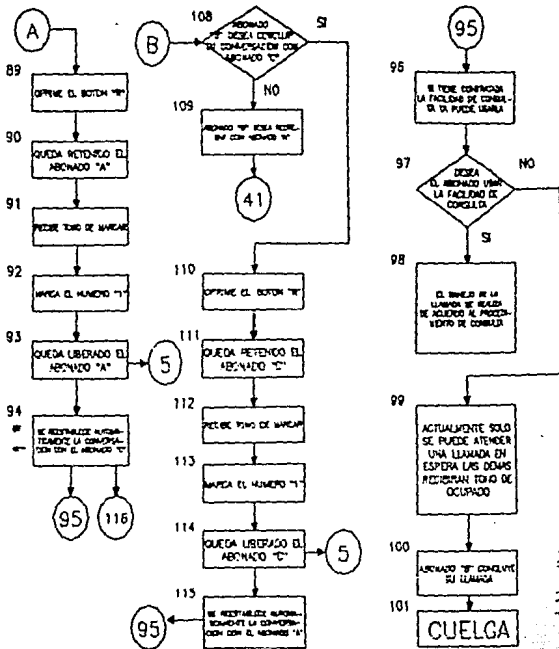 A
89
OPRIME EL BOTON "R"
90
QUEDA RETENIDO EL
ABONADO "A"
91
RECIBE TONO DE MARCAR
92
MARCA EL NUMERO "1"
93
QUEDA LIBERADO EL
ABONADO "A"
5
94
SE REESTABLECE AUTOMA-
TICAMENTE LA CONVERSA-
CION CON EL ABONADO "C"
95
116
B
108
ABONADO
"B" DESEA CONCLUIR
SU CONVERSACION CON
ABONADO "C"
SI
NO
109
ABONADO "B" DESEA
CON ABONADO "A"
41
110
OPRIME EL BOTON "R"
111
QUEDA RETENIDO EL
ABONADO "C"
112
RECIBE TONO DE MARCAR
113
MARCA EL NUMERO "1"
114
QUEDA LIBERADO EL
ABONADO "C"
5
115
SE REESTABLECE AUTOMA-
TICAMENTE LA CONVERSA-
CION CON EL ABONADO "A"
95
95
96
SI TIENE CONTRATADA
LA FACILIDAD DE CONSUL-
TA YA PUEDE USARLA
97
DESEA
EL ABONADO USAR
LA FACILIDAD DE
CONSULTA
NO
SI
98
EL MANEJO DE LA
LLAMADA SE REALIZA
DE ACUERDO AL PROCEDI-
MIENTO DE CONSULTA
99
ACTUALMENTE SOLO
SE PUEDE ATENDER
UNA LLAMADA EN
ESPERA LAS DEMAS
RECIBIRAN TONO DE
OCUPADO
100
ABONADO "B" CONCLUYE
SU LLAMADA
101
CUELGA